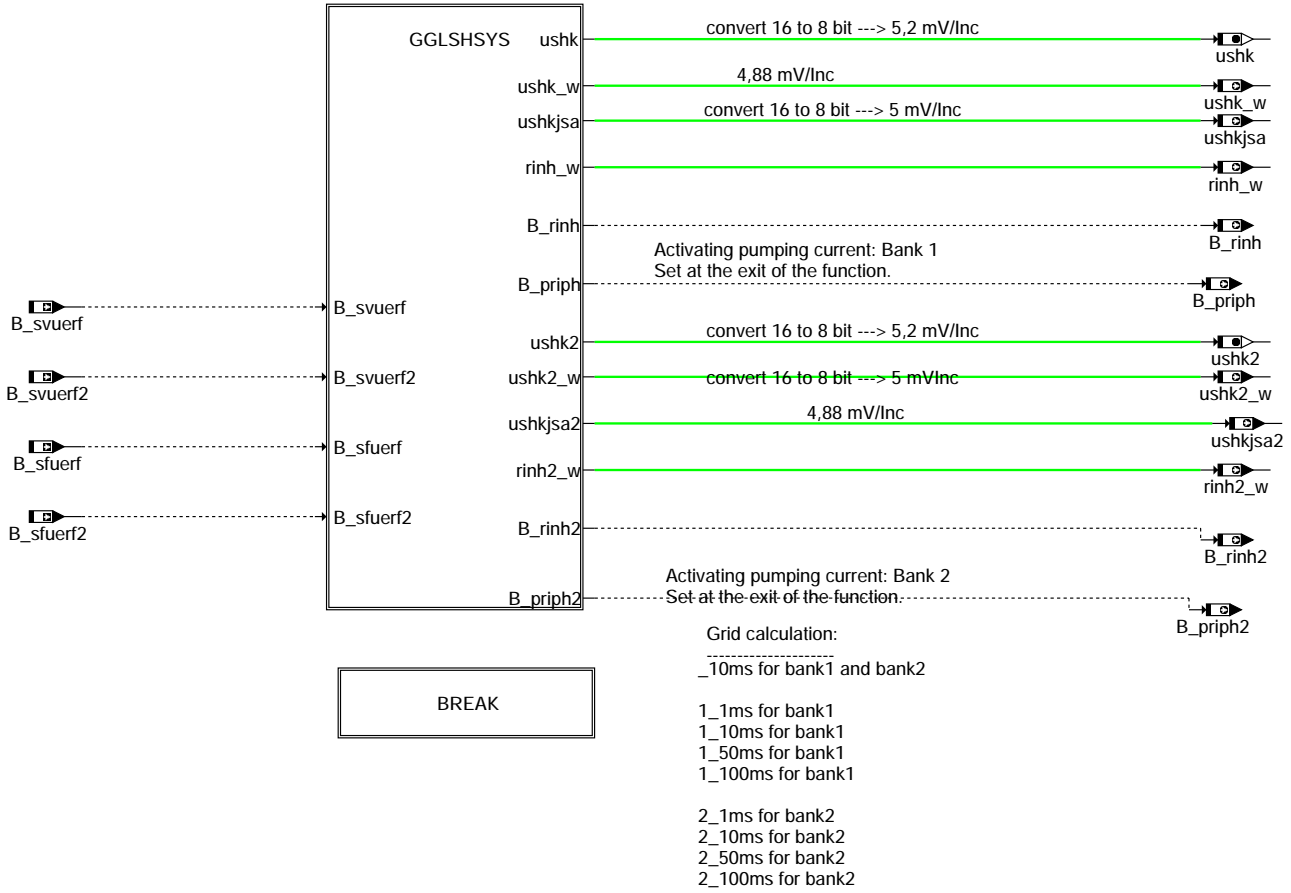 GGLSHSYS
ushk
convert 16 to 8 bit ---> 5,2 mV/Inc
ushk
ushk_w
4,88 mV/Inc
ushk_w
ushkjsa
convert 16 to 8 bit ---> 5 mV/Inc
ushkjsa
rinh_w
rinh_w
B_rinh
B_rinh
Activating pumping current: Bank 1
Set at the exit of the function.
B_priph
B_priph
B_svuerf
B_svuerf
ushk2
convert 16 to 8 bit ---> 5,2 mV/Inc
ushk2
B_svuerf2
B_svuerf2
ushk2_w
convert 16 to 8 bit ---> 5 mVInc
ushk2_w
ushkjsa2
4,88 mV/Inc
ushkjsa2
B_sfuerf
B_sfuerf
rinh2_w
rinh2_w
B_sfuerf2
B_sfuerf2
B_rinh2
B_rinh2
Activating pumping current: Bank 2
Set at the exit of the function.
B_priph2
B_priph2
Grid calculation:
----------------------
_10ms for bank1 and bank2
BREAK
1_1ms for bank1
1_10ms for bank1
1_50ms for bank1
1_100ms for bank1
2_1ms for bank2
2_10ms for bank2
2_50ms for bank2
2_100ms for bank2